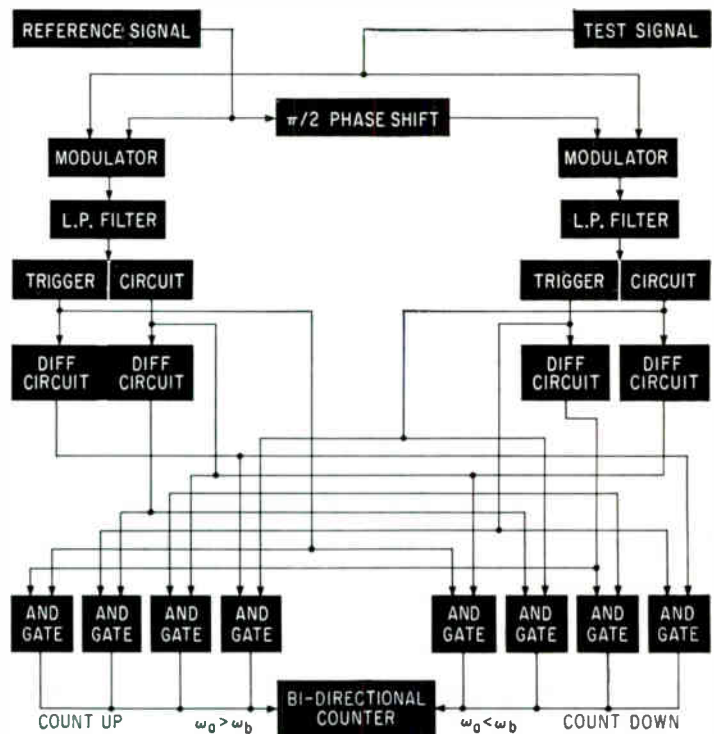 REFERENCE SIGNAL
TEST SIGNAL
π/2 PHASE SHIFT
MODULATOR
MODULATOR
L.P. FILTER
L.P. FILTER
TRIGGER CIRCUIT
TRIGGER CIRCUIT
DIFF
CIRCUIT
DIFF
CIRCUIT
DIFF
CIRCUIT
DIFF
CIRCUIT
AND
GATE
AND
GATE
AND
GATE
AND
GATE
AND
GATE
AND
GATE
AND
GATE
AND
GATE
BI-DIRECTIONAL
COUNTER
COUNT UP
ωa>ωb
ωa<ωb
COUNT DOWN